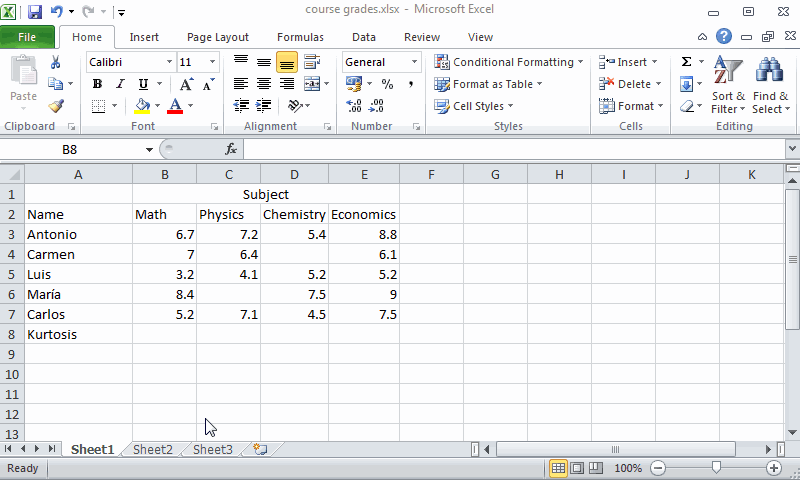 course grades.xlsx - Microsoft Excel
File Home Insert Page Layout Formulas Data Review View
Paste
Calibri 11
B I U A A
A
General
$ % ,
.00 .0
Conditional Formatting
Format as Table
Cell Styles
Insert
Delete
Format
Σ
Sort & Filter
Find & Select
Clipboard Font Alignment Number Styles Cells Editing
B8 fx
A B C D E F G H I J K
1 Subject
2 Name Math Physics Chemistry Economics
3 Antonio 6.7 7.2 5.4 8.8
4 Carmen 7 6.4 6.1
5 Luis 3.2 4.1 5.2 5.2
6 María 8.4 7.5 9
7 Carlos 5.2 7.1 4.5 7.5
8 Kurtosis
9
10
11
12
13
Sheet1 Sheet2 Sheet3
Ready 100%